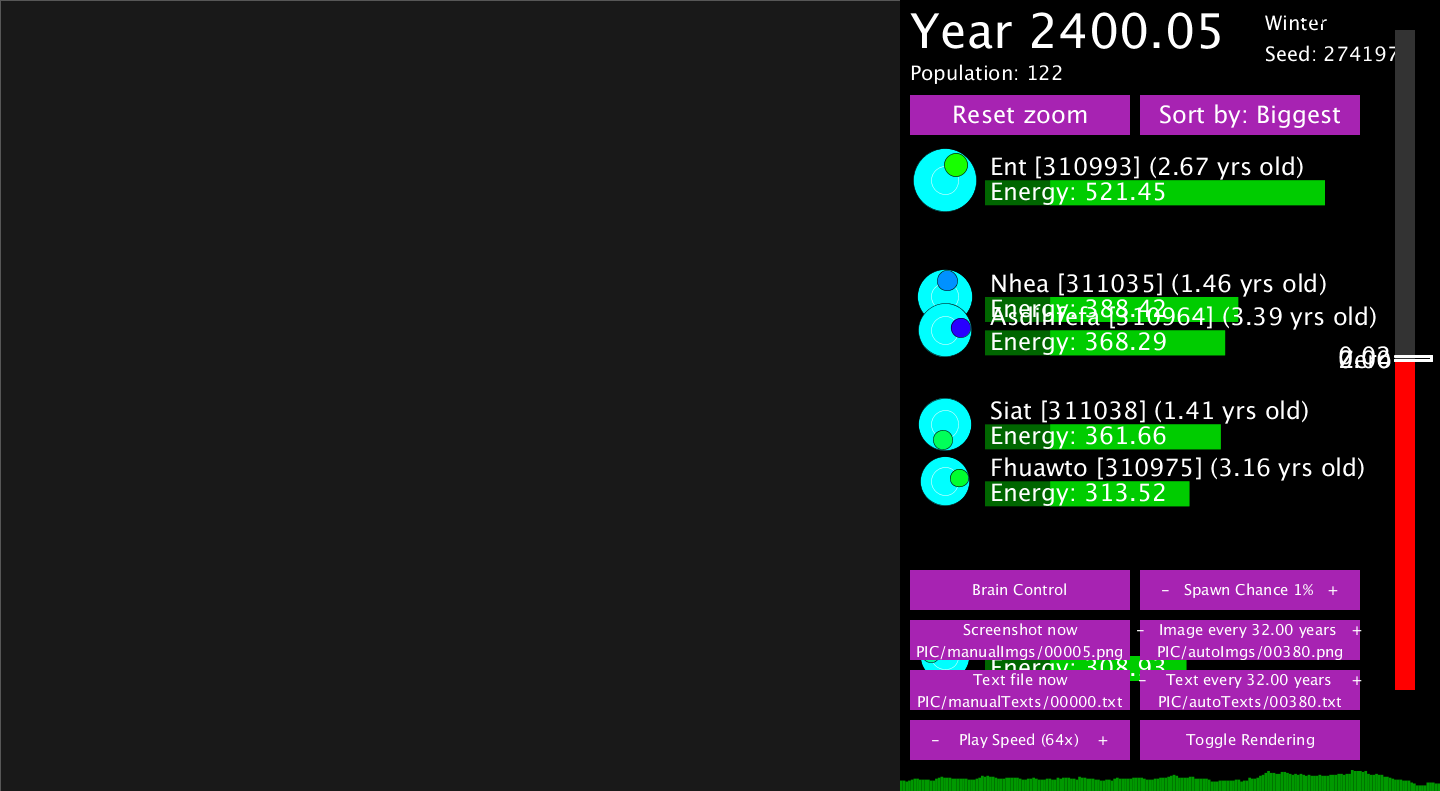 Year 2400.05
Winter
Seed: 274197
Population: 122
Reset zoom
Sort by: Biggest
Ent [310993] (2.67 yrs old)
Energy: 521.45
Nhea [311035] (1.46 yrs old)
Energy: 388.42
[310964] (3.39 yrs old)
Energy: 368.29
Siat [311038] (1.41 yrs old)
Energy: 361.66
Fhuawto [310975] (3.16 yrs old)
Energy: 313.52
Brain Control
- Spawn Chance 1% +
Screenshot now
PIC/manualImgs/00005.png
- Image every 32.00 years +
PIC/autoImgs/00380.png
Energy: 308.93
Text file now
PIC/manualTexts/00000.txt
- Text every 32.00 years +
PIC/autoTexts/00380.txt
- Play Speed (64x) +
Toggle Rendering